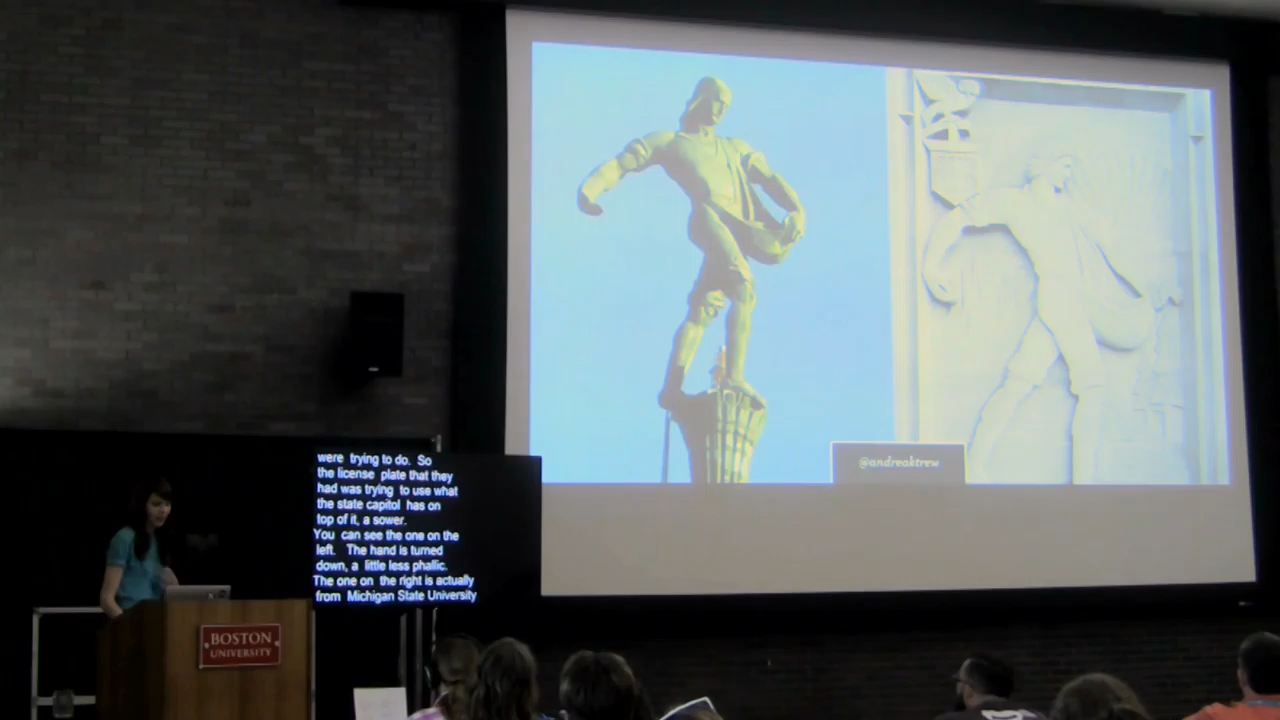 @andreaktrew
were trying to do. So
the license plate that they
had was trying to use what
the state capitol has on
top of it, a sower.
You can see the one on the
left. The hand is turned
down, a little less phallic.
The one on the right is actually
from Michigan State University
BOSTON
UNIVERSITY